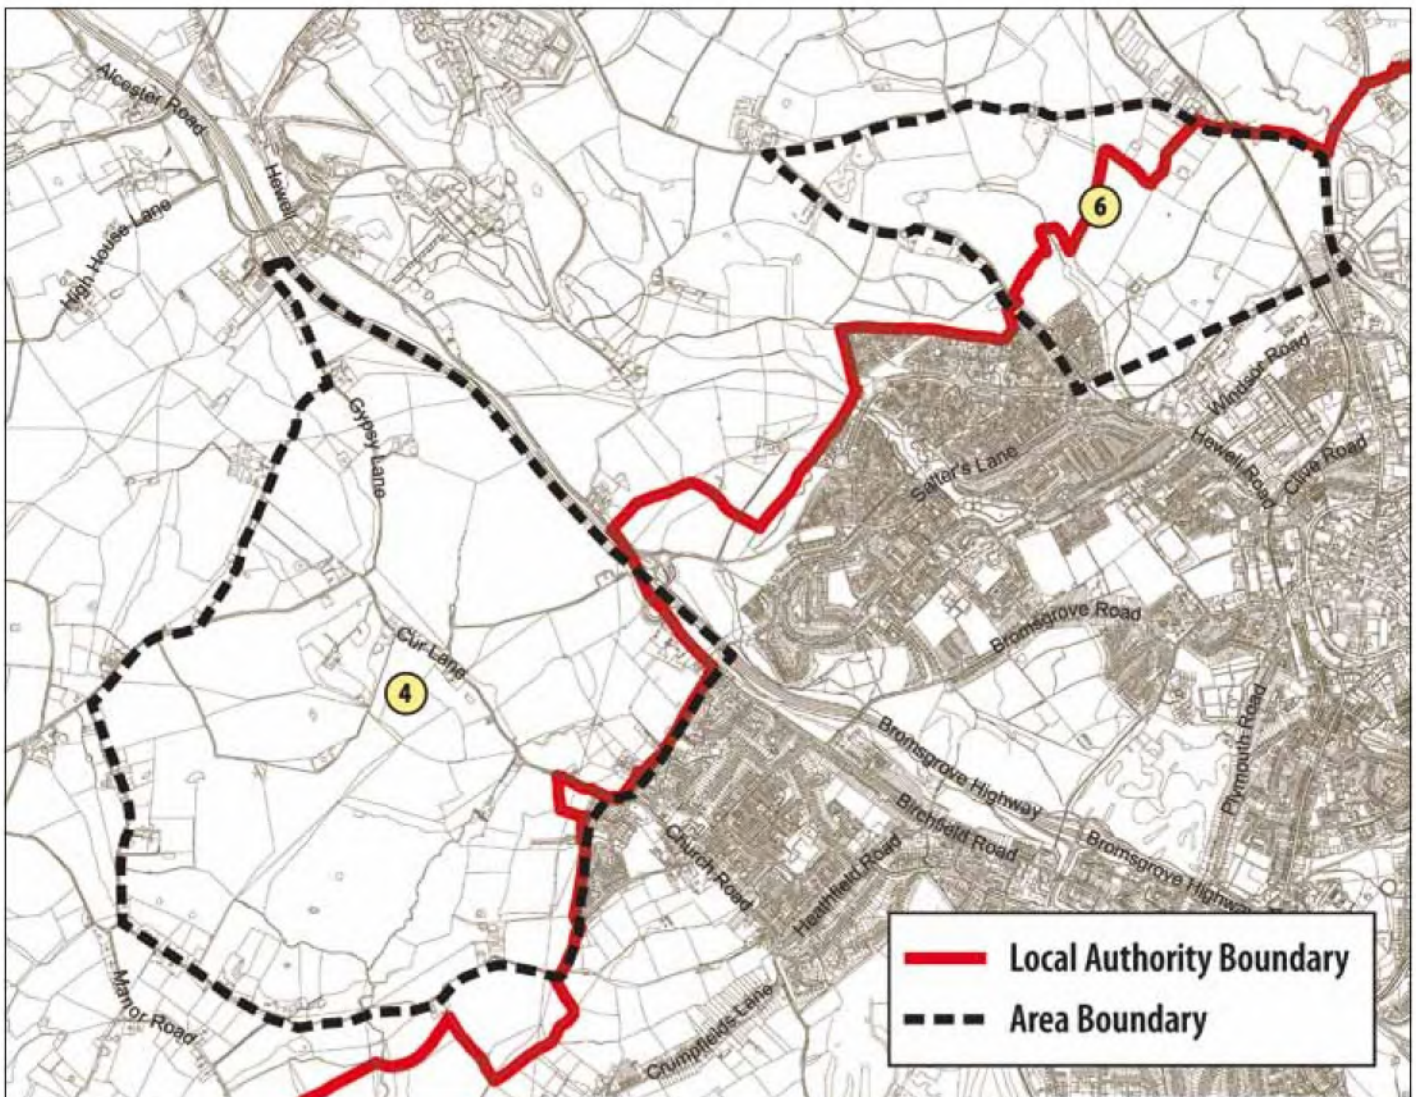 Alcester Road
Hewell
High House Lane
6
Gypsy Lane
Windsor Road
Hewell Road
Clive Road
Salter's Lane
Bromsgrove Road
Cur Lane
4
Plymouth Road
Bromsgrove Highway
Birchfield Road
Bromsgrove Highway
Church Road
Heathfield Road
Manor Road
Crumpfields Lane
Local Authority Boundary
Area Boundary